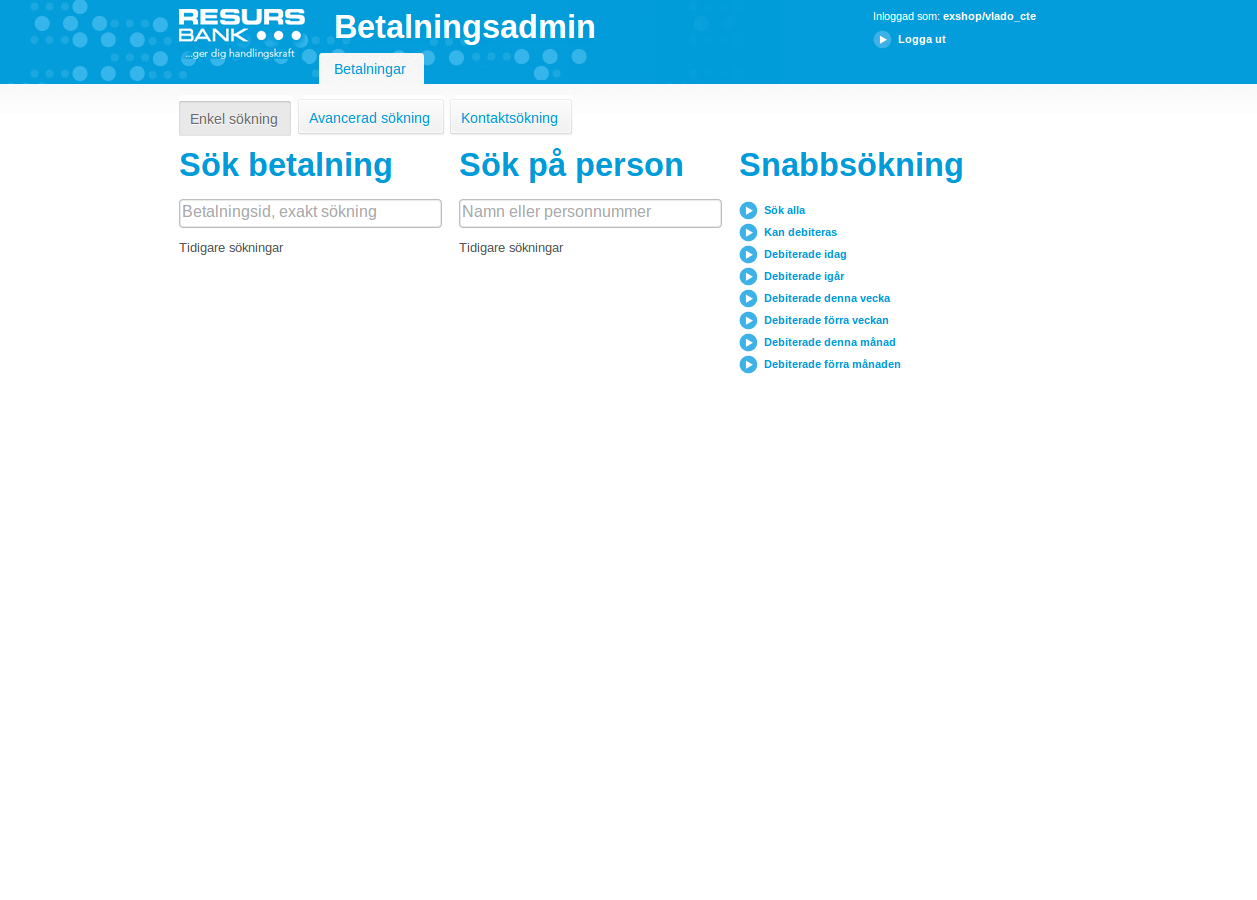 RESURS
BANK
...ger dig handlingskraft
Betalningsadmin
Inloggad som: exshop/vlado_cte
Logga ut
Betalningar
Enkel sökning
Avancerad sökning
Kontaktsökning
Sök betalning
Betalningsid, exakt sökning
Tidigare sökningar
Sök på person
Namn eller personnummer
Tidigare sökningar
Snabbsökning
Sök alla
Kan debiteras
Debiterade idag
Debiterade igår
Debiterade denna vecka
Debiterade förra veckan
Debiterade denna månad
Debiterade förra månaden